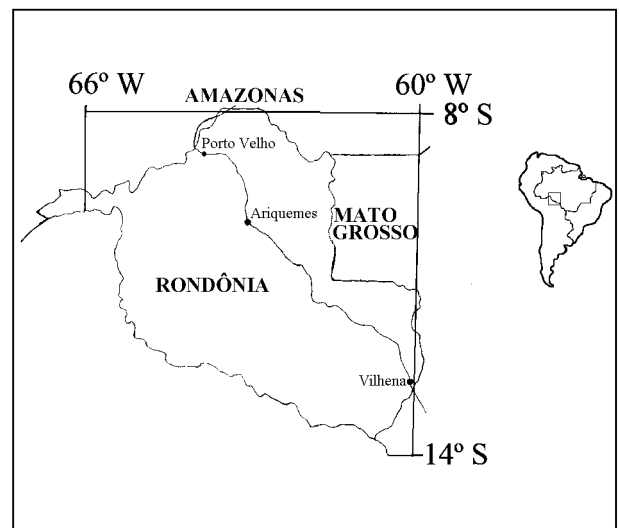 66º W
60º W
AMAZONAS
8º S
Porto Velho
Ariquemes
MATO
GROSSO
RONDÔNIA
Vilhena
14º S